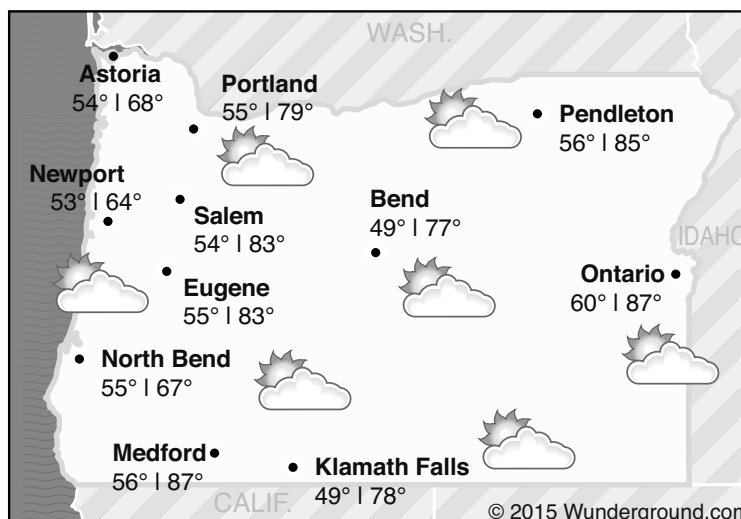 WASH.
Astoria
54° | 68°
Portland
55° | 79°
Pendleton
56° | 85°
Newport
53° | 64°
Salem
54° | 83°
Bend
49° | 77°
IDAHO
Eugene
55° | 83°
Ontario
60° | 87°
North Bend
55° | 67°
Medford
56° | 87°
Klamath Falls
49° | 78°
CALIF.
© 2015 Wunderground.com